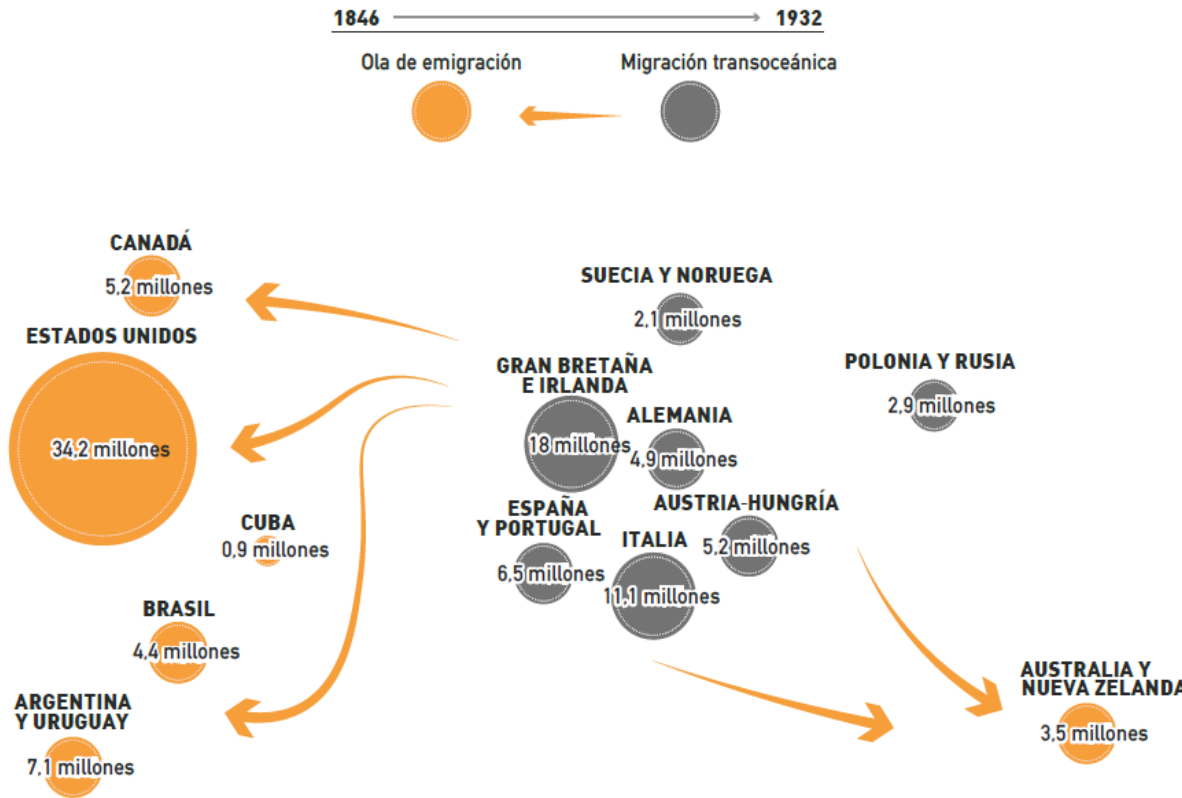 1846 1932
Ola de emigración
Migración transoceánica
CANADÁ
5,2 millones
ESTADOS UNIDOS
34,2 millones
CUBA
0,9 millones
BRASIL
4,4 millones
ARGENTINA
Y URUGUAY
7,1 millones
SUECIA Y NORUEGA
2,1 millones
GRAN BRETAÑA
E IRLANDA
18 millones
ALEMANIA
4,9 millones
POLONIA Y RUSIA
2,9 millones
ESPAÑA
Y PORTUGAL
6,5 millones
ITALIA
11,1 millones
AUSTRIA-HUNGRÍA
5,2 millones
AUSTRALIA Y
NUEVA ZELANDA
3,5 millones